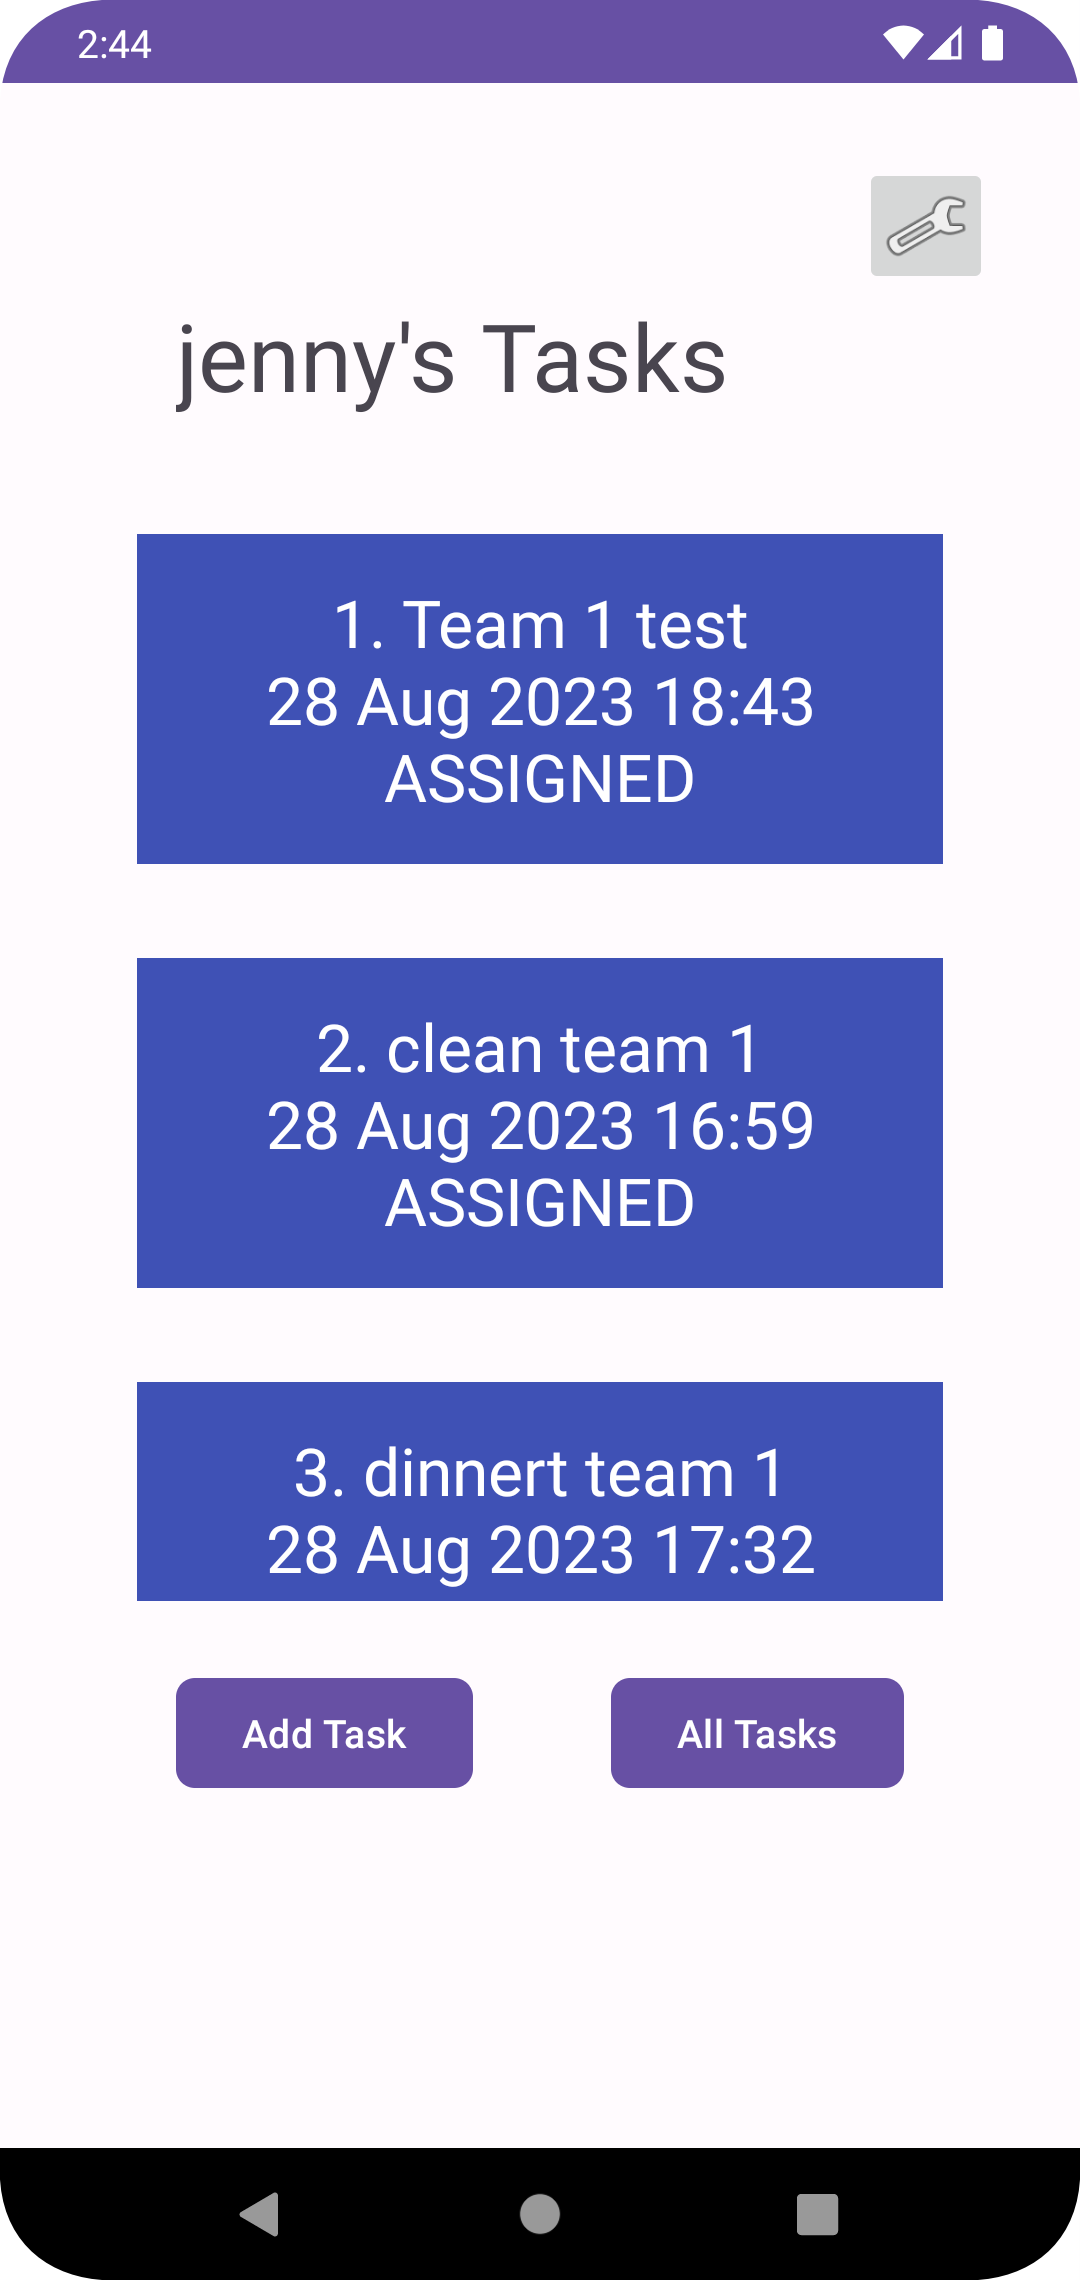 2:44
jenny's Tasks
1. Team 1 test
28 Aug 2023 18:43
ASSIGNED
2. clean team 1
28 Aug 2023 16:59
ASSIGNED
3. dinnert team 1
28 Aug 2023 17:32
Add Task
All Tasks